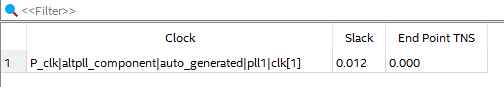 <<Filter>>
Clock Slack End Point TNS
1 P_clk|altpll_component|auto_generated|pll1|clk[1] 0.012 0.000